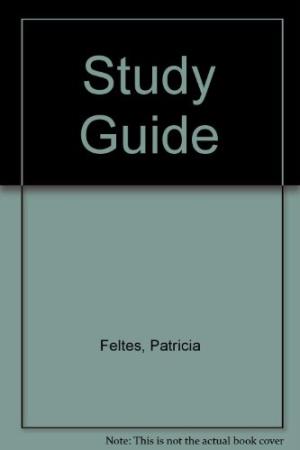 Study
Guide
Feltes, Patricia
Note: This is not the actual book cover